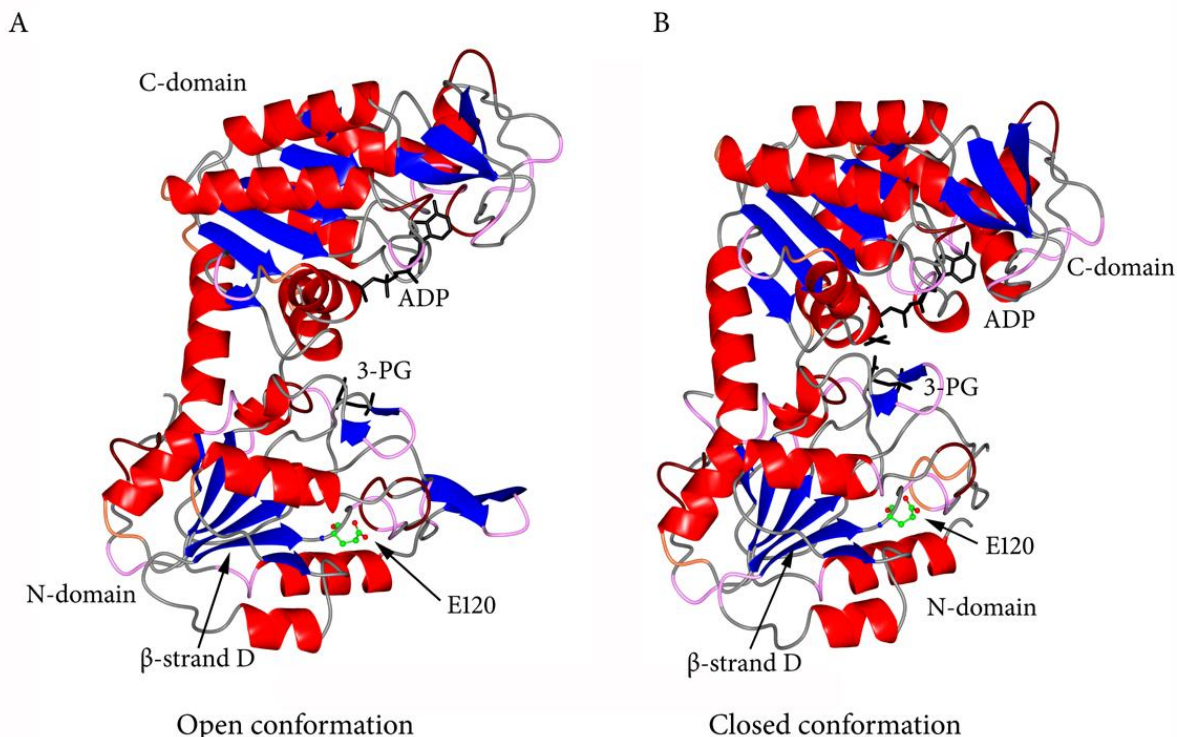 A
C-domain
ADP
3-PG
N-domain
E120
β-strand D
Open conformation
B
C-domain
ADP
3-PG
E120
N-domain
β-strand D
Closed conformation